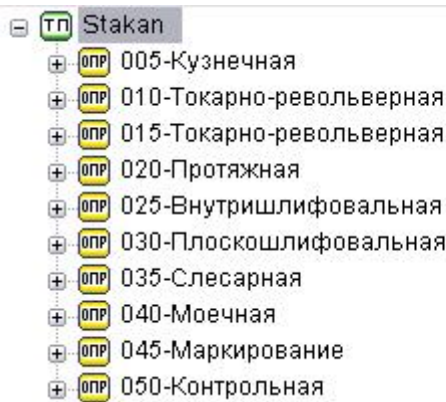 ТП Stakan
ОПР 005-Кузнечная
ОПР 010-Токарно-револьверная
ОПР 015-Токарно-револьверная
ОПР 020-Протяжная
ОПР 025-Внутришлифовальная
ОПР 030-Плоскошлифовальная
ОПР 035-Слесарная
ОПР 040-Моечная
ОПР 045-Маркирование
ОПР 050-Контрольная